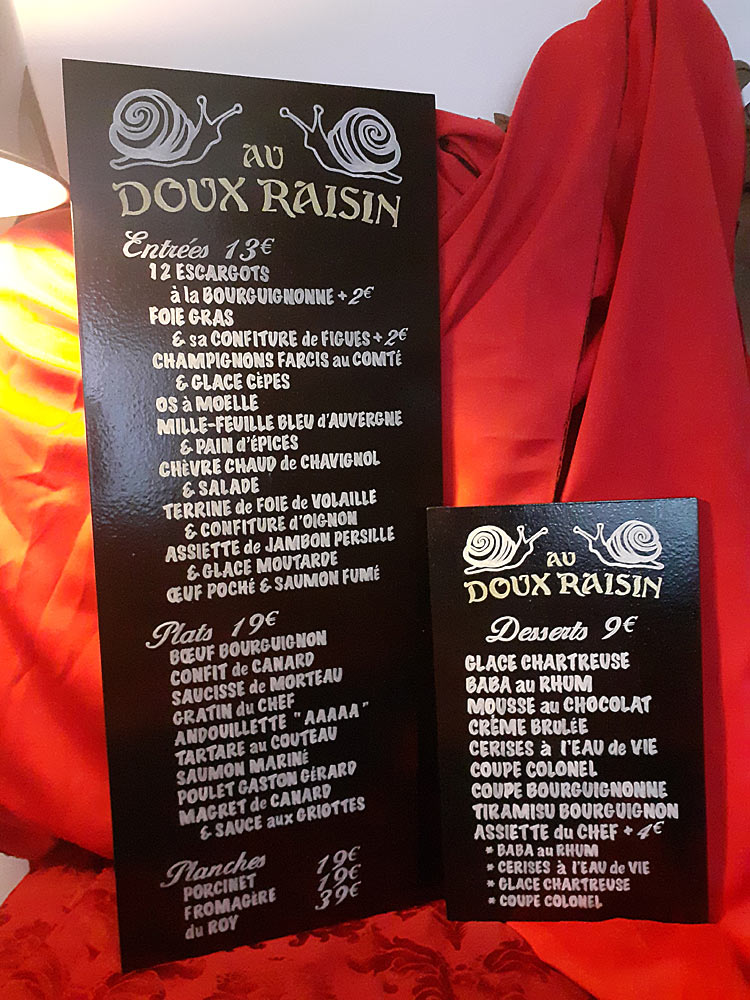 AU
DOUX RAISIN
Entrées 13€
12 ESCARGOTS
à la BOURGUIGNONNE + 2€
FOIE GRAS
& sa CONFITURE de FIGUES + 2€
CHAMPIGNONS FARCIS au COMTÉ
& GLACE CÈPES
OS à MOELLE
MILLE-FEUILLE BLEU d'AUVERGNE
& PAIN d'ÉPICES
CHÈVRE CHAUD de CHAVIGNOL
& SALADE
TERRINE de FOIE de VOLAILLE
& CONFITURE d'OIGNON
ASSIETTE de JAMBON PERSILLE
& GLACE MOUTARDE
ŒUF POCHÉ & SAUMON FUMÉ
Plats 19€
BŒUF BOURGUIGNON
CONFIT de CANARD
SAUCISSE de MORTEAU
GRATIN du CHEF
ANDOUILLETTE "AAAAA"
TARTARE au COUTEAU
SAUMON MARINÉ
POULET GASTON GÉRARD
MAGRET de CANARD
& SAUCE aux GRIOTTES
Planches 19€
PORCINET 19€
FROMAGÈRE 39€
du ROY
AU
DOUX RAISIN
Desserts 9€
GLACE CHARTREUSE
BABA au RHUM
MOUSSE au CHOCOLAT
CRÈME BRULÉE
CERISES à l'EAU de VIE
COUPE COLONEL
COUPE BOURGUIGNONNE
TIRAMISU BOURGUIGNON
ASSIETTE du CHEF + 4€
* BABA au RHUM
* CERISES à l'EAU de VIE
* GLACE CHARTREUSE
* COUPE COLONEL